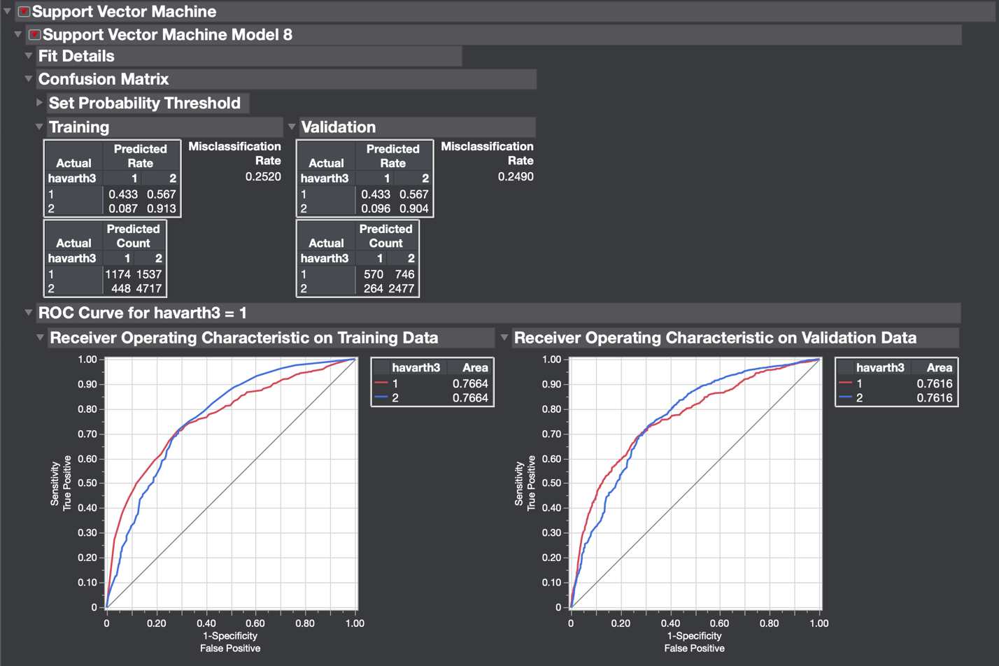 Support Vector Machine
Support Vector Machine Model 8
Fit Details
Confusion Matrix
Set Probability Threshold
Training
Actual Predicted Rate
havarth3 1 2
1 0.433 0.567
2 0.087 0.913
Misclassification Rate
0.2520
Actual Predicted Count
havarth3 1 2
1 1174 1537
2 448 4717
Validation
Actual Predicted Rate
havarth3 1 2
1 0.433 0.567
2 0.096 0.904
Misclassification Rate
0.2490
Actual Predicted Count
havarth3 1 2
1 570 746
2 264 2477
ROC Curve for havarth3 = 1
Receiver Operating Characteristic on Training Data
1.00
0.90
0.80
0.70
0.60
0.50
0.40
0.30
0.20
0.10
0
Sensitivity
True Positive
0 0.20 0.40 0.60 0.80 1.00
1-Specificity
False Positive
havarth3 Area
1 0.7664
2 0.7664
Receiver Operating Characteristic on Validation Data
1.00
0.90
0.80
0.70
0.60
0.50
0.40
0.30
0.20
0.10
0
Sensitivity
True Positive
0 0.20 0.40 0.60 0.80 1.00
1-Specificity
False Positive
havarth3 Area
1 0.7616
2 0.7616